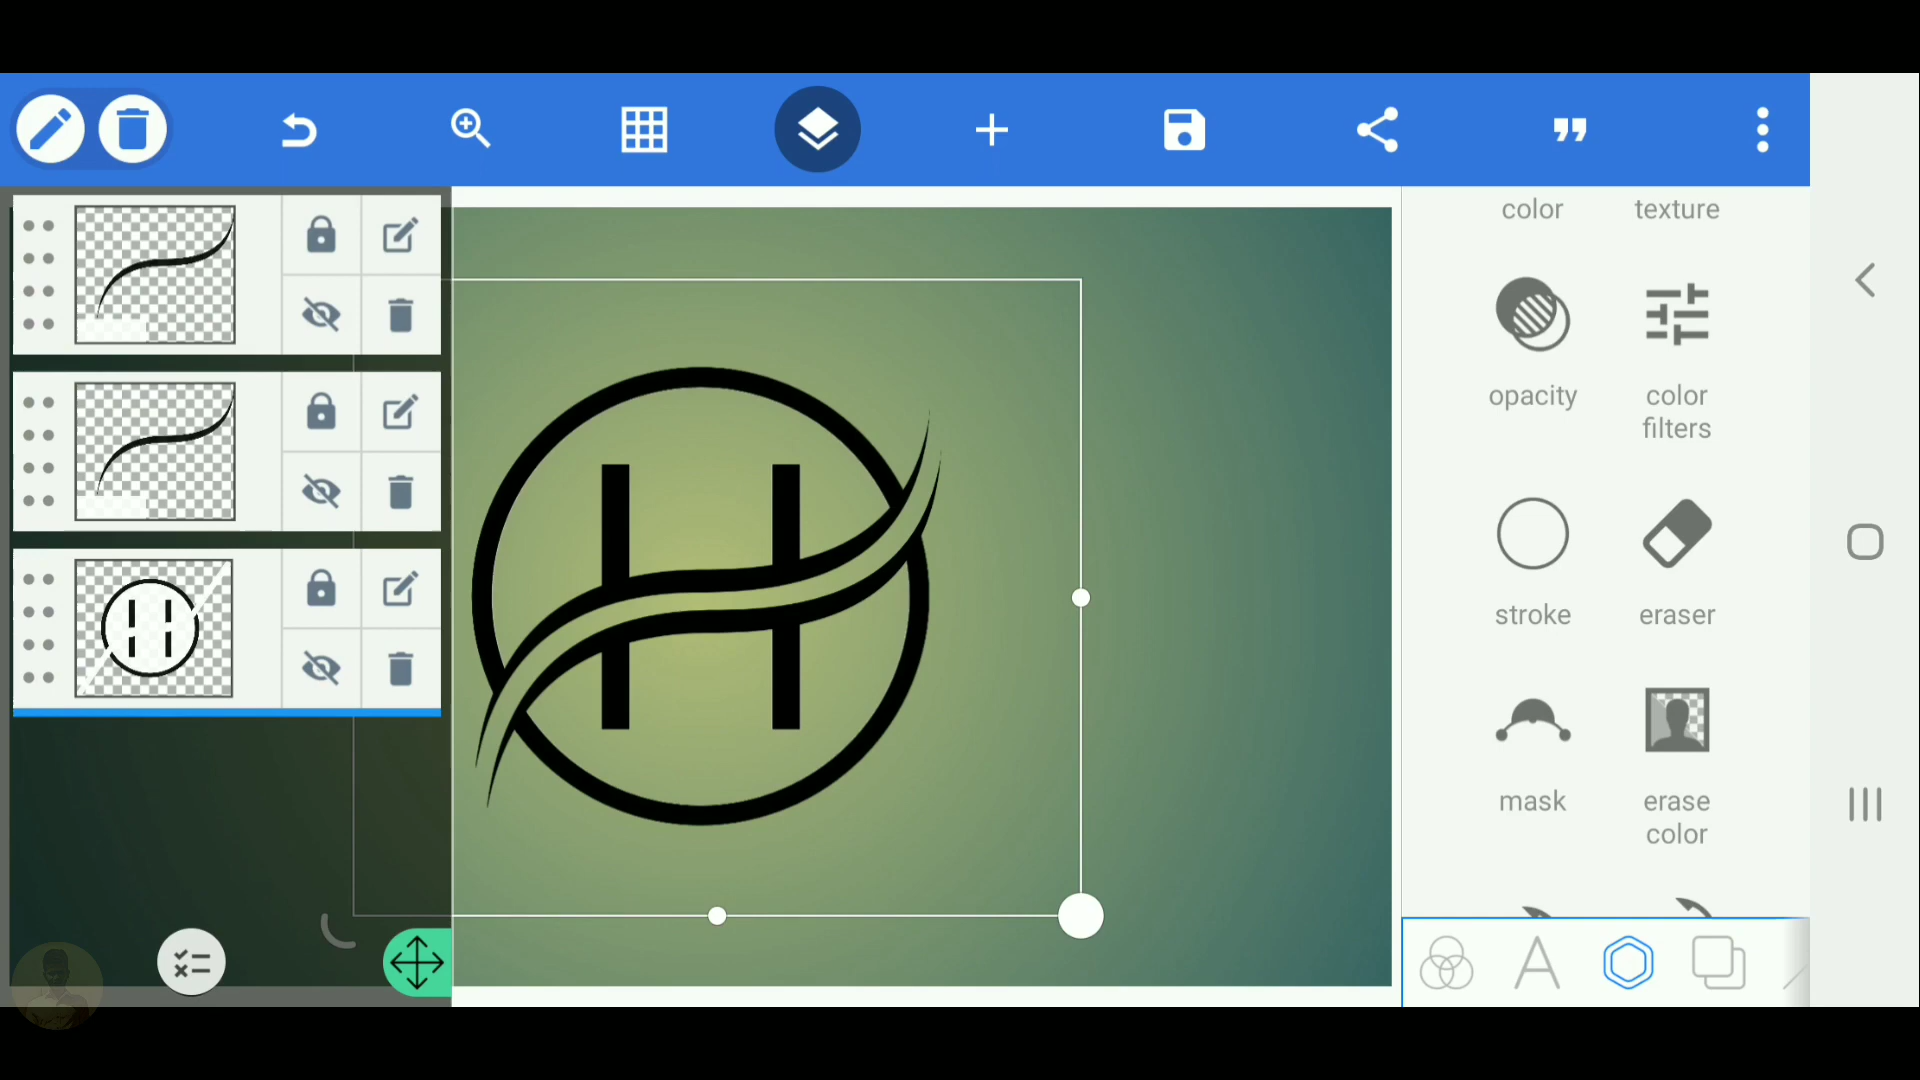 color
texture
opacity
color
filters
stroke
eraser
mask
erase
color
H